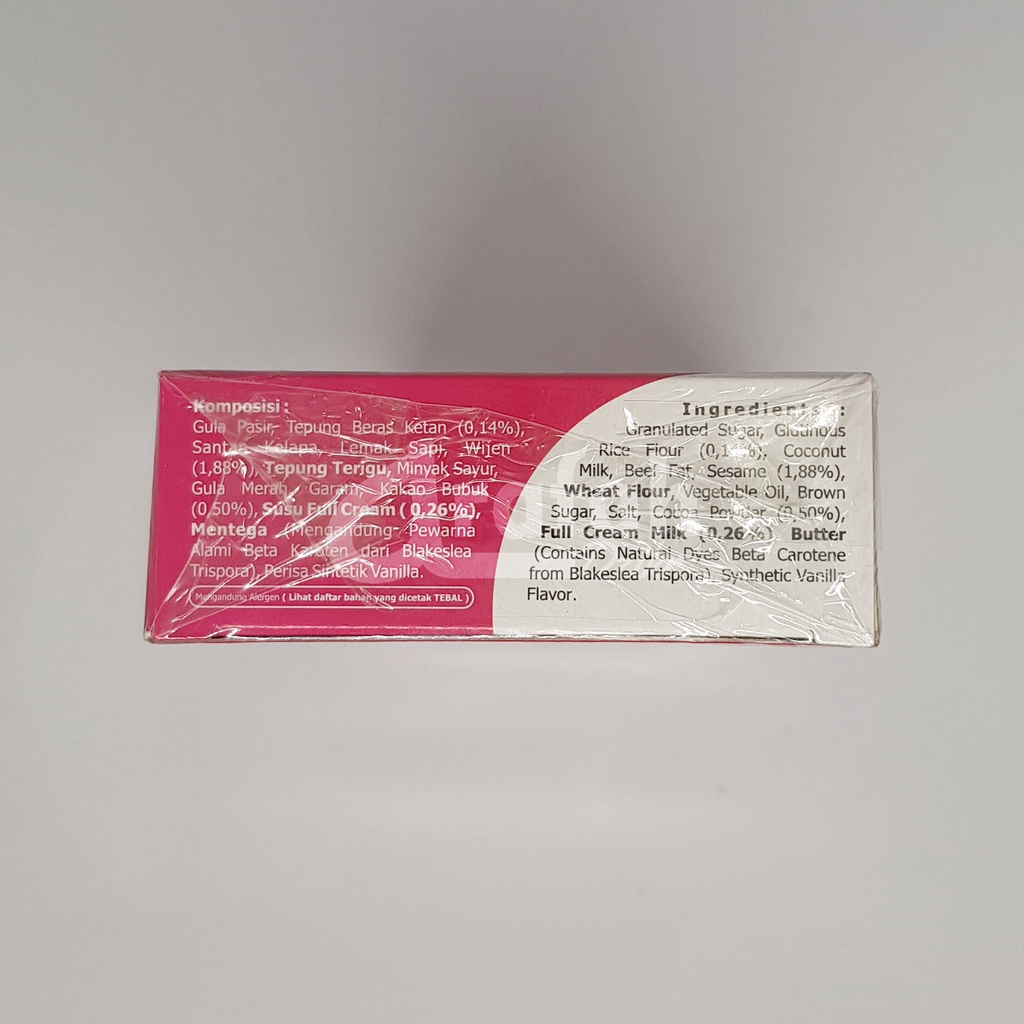 Komposisi :
Gula Pasir, Tepung Beras Ketan (0,14%),
Santan Kelapa, Lemak Sapi, Wijen
(1,88%), Tepung Terigu, Minyak Sayur,
Gula Merah, Garam, Kakao Bubuk
(0,50%), Susu Full Cream ( 0,26%),
Mentega (Mengandung Pewarna
Alami Beta Karoten dari Blakeslea
Trispora), Perisa Sintetik Vanilla.
Mengandung Alergen ( Lihat daftar bahan yang dicetak TEBAL )
Ingredients :
Granulated Sugar, Glutinous
Rice Flour (0,14%), Coconut
Milk, Beef Fat, Sesame (1,88%),
Wheat Flour, Vegetable Oil, Brown
Sugar, Salt, Cocoa Powder (0,50%),
Full Cream Milk (0.26%) Butter
(Contains Natural Dyes Beta Carotene
from Blakeslea Trispora), Synthetic Vanilla
Flavor.